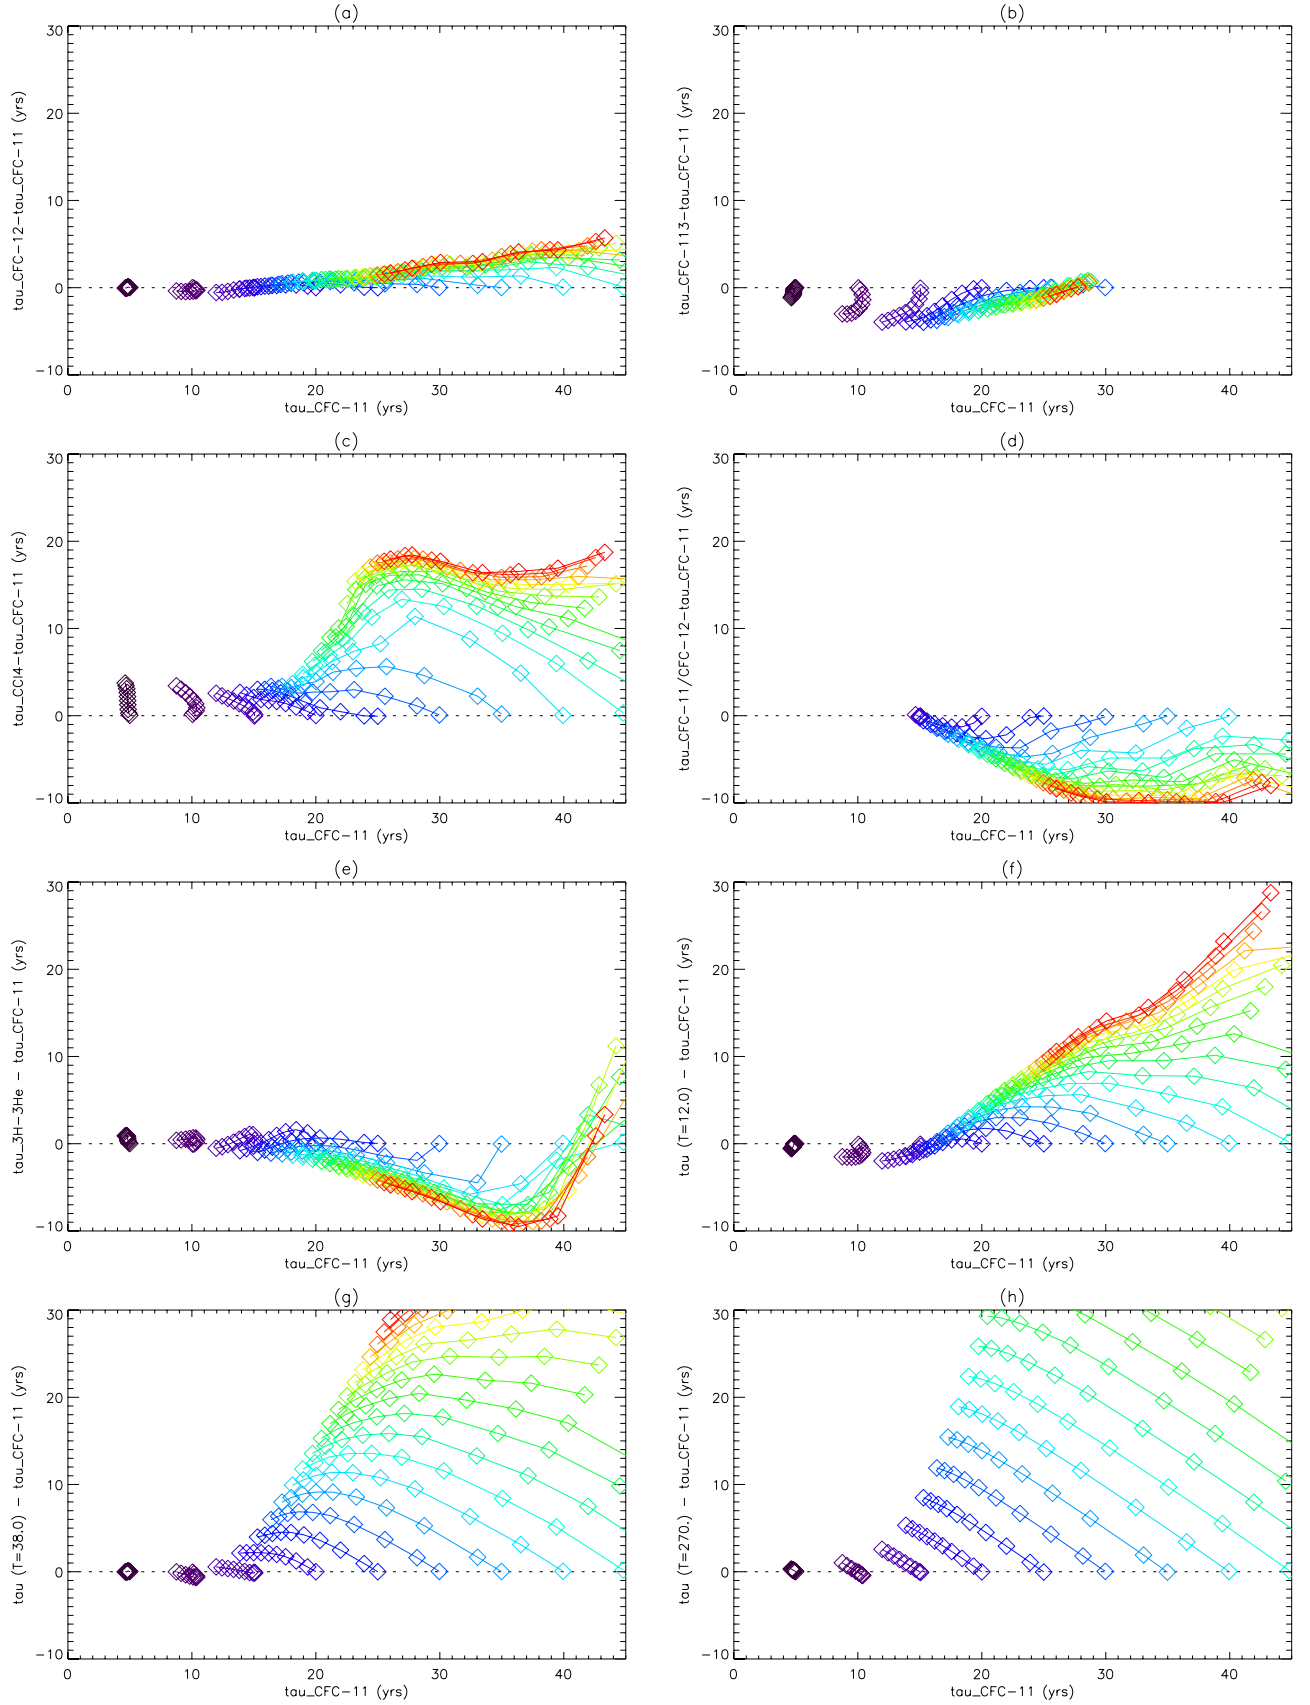 (a)
30
20
10
0
−10
tau_CFC−12−tau_CFC−11 (yrs)
0 10 20 30 40
tau_CFC−11 (yrs)
(b)
30
20
10
0
−10
tau_CFC−113−tau_CFC−11 (yrs)
0 10 20 30 40
tau_CFC−11 (yrs)
(c)
30
20
10
0
−10
tau_CCl4−tau_CFC−11 (yrs)
0 10 20 30 40
tau_CFC−11 (yrs)
(d)
30
20
10
0
−10
tau_CFC−11/CFC−12−tau_CFC−11 (yrs)
0 10 20 30 40
tau_CFC−11 (yrs)
(e)
30
20
10
0
−10
tau_3H−3He − tau_CFC−11 (yrs)
0 10 20 30 40
tau_CFC−11 (yrs)
(f)
30
20
10
0
−10
tau (T=12.0) − tau_CFC−11 (yrs)
0 10 20 30 40
tau_CFC−11 (yrs)
(g)
30
20
10
0
−10
tau (T=38.0) − tau_CFC−11 (yrs)
0 10 20 30 40
tau_CFC−11 (yrs)
(h)
30
20
10
0
−10
tau (T=270.) − tau_CFC−11 (yrs)
0 10 20 30 40
tau_CFC−11 (yrs)